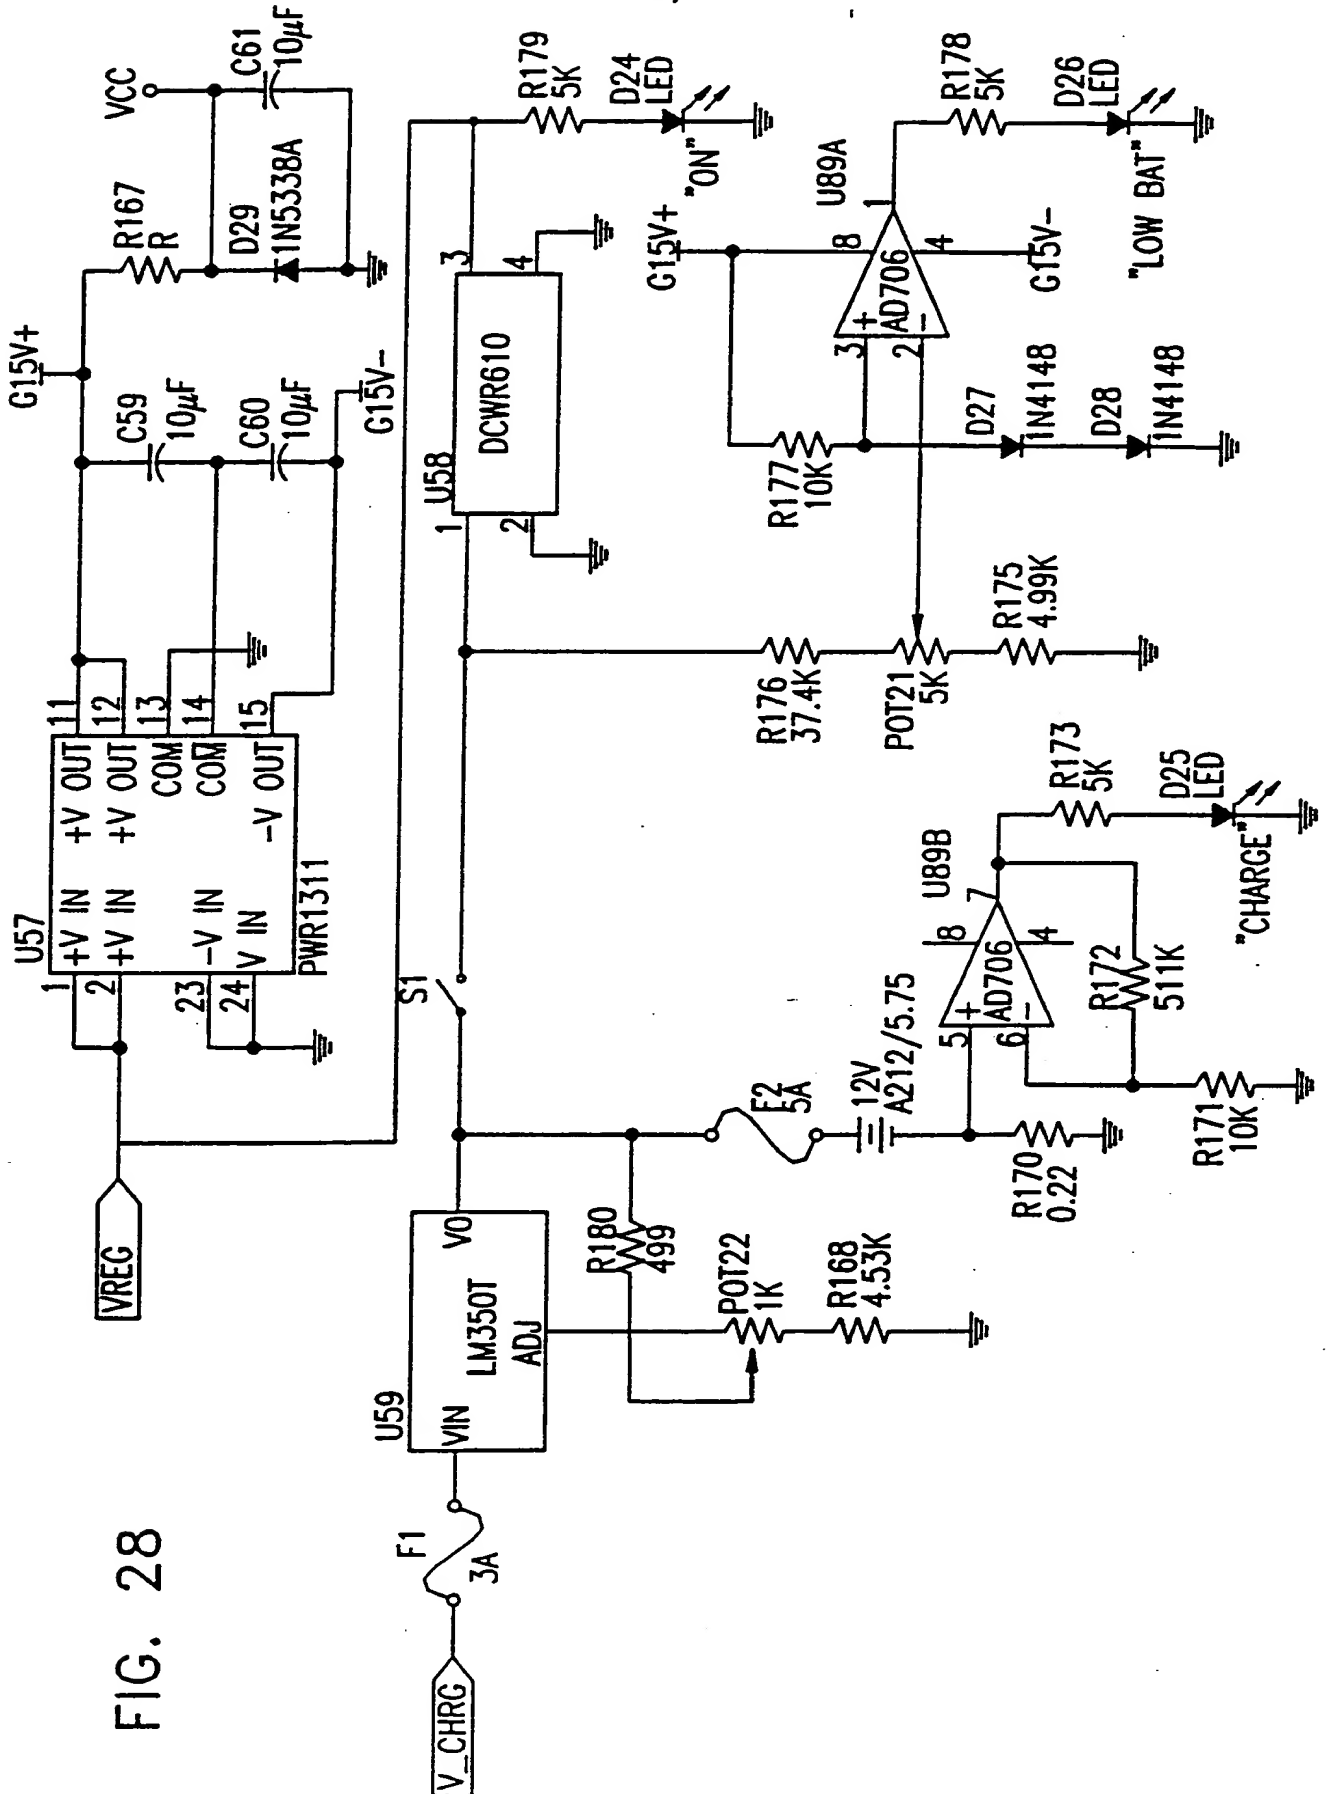 FIG. 28
V_CHRG
F1
3A
U59
VIN
LM350T
ADJ
VO
VREG
U57
+V IN
+V IN
-V IN
V IN
1
2
23
24
+V OUT
+V OUT
COM
COM
-V OUT
11
12
13
14
15
PWR1311
G15V+
C59
10µF
C60
10µF
G15V-
R167
R
D29
1N5338A
VCC
C61
10µF
S1
U58
DCWR610
1
2
3
4
R179
5K
D24
LED
"ON"
R180
499
POT22
1K
R168
4.53K
F2
5A
12V
A212/5.75
R170
0.22
R171
10K
R172
511K
U89B
AD706
+
-
5
6
7
8
4
R173
5K
D25
LED
"CHARGE"
R176
37.4K
POT21
5K
R175
4.99K
R177
10K
G15V+
D27
1N4148
D28
1N4148
U89A
AD706
+
-
3
2
1
8
4
G15V-
R178
5K
D26
LED
"LOW BAT"